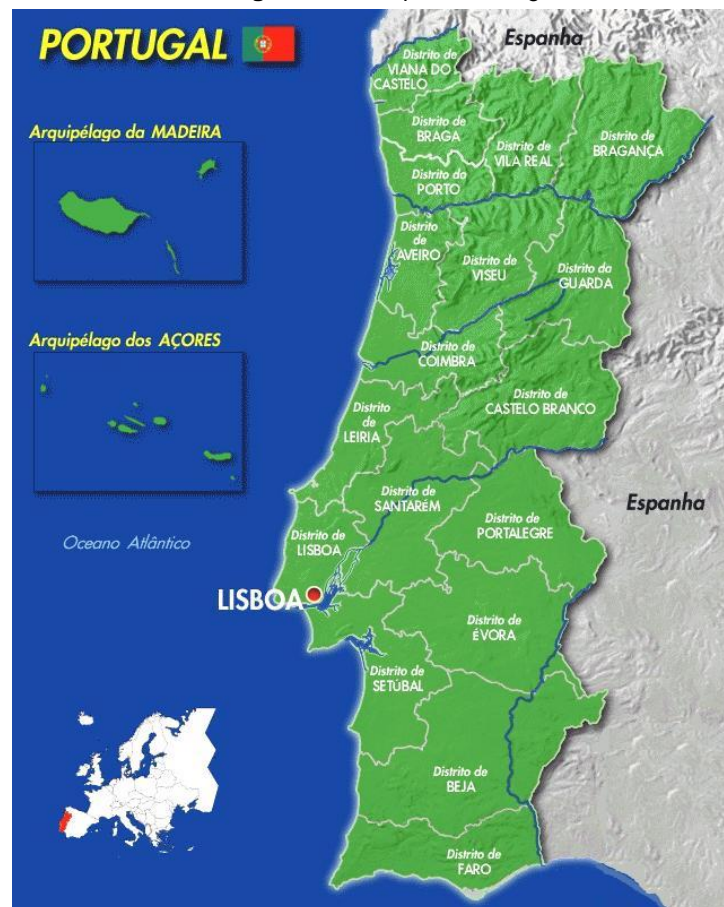 PORTUGAL
Espanha
Distrito de
VIANA DO
CASTELO
Arquipélago da MADEIRA
Distrito de
BRAGA
Distrito de
VILA REAL
Distrito de
BRAGANÇA
Distrito do
PORTO
Distrito
de
AVEIRO
Distrito de
VISEU
Distrito da
GUARDA
Arquipélago dos AÇORES
Distrito de
COIMBRA
Distrito de
CASTELO BRANCO
Distrito
de
LEIRIA
Distrito de
SANTARÉM
Espanha
Distrito de
PORTALEGRE
Oceano Atlântico
Distrito de
LISBOA
LISBOA
Distrito de
ÉVORA
Distrito de
SETÚBAL
Distrito de
BEJA
Distrito de
FARO